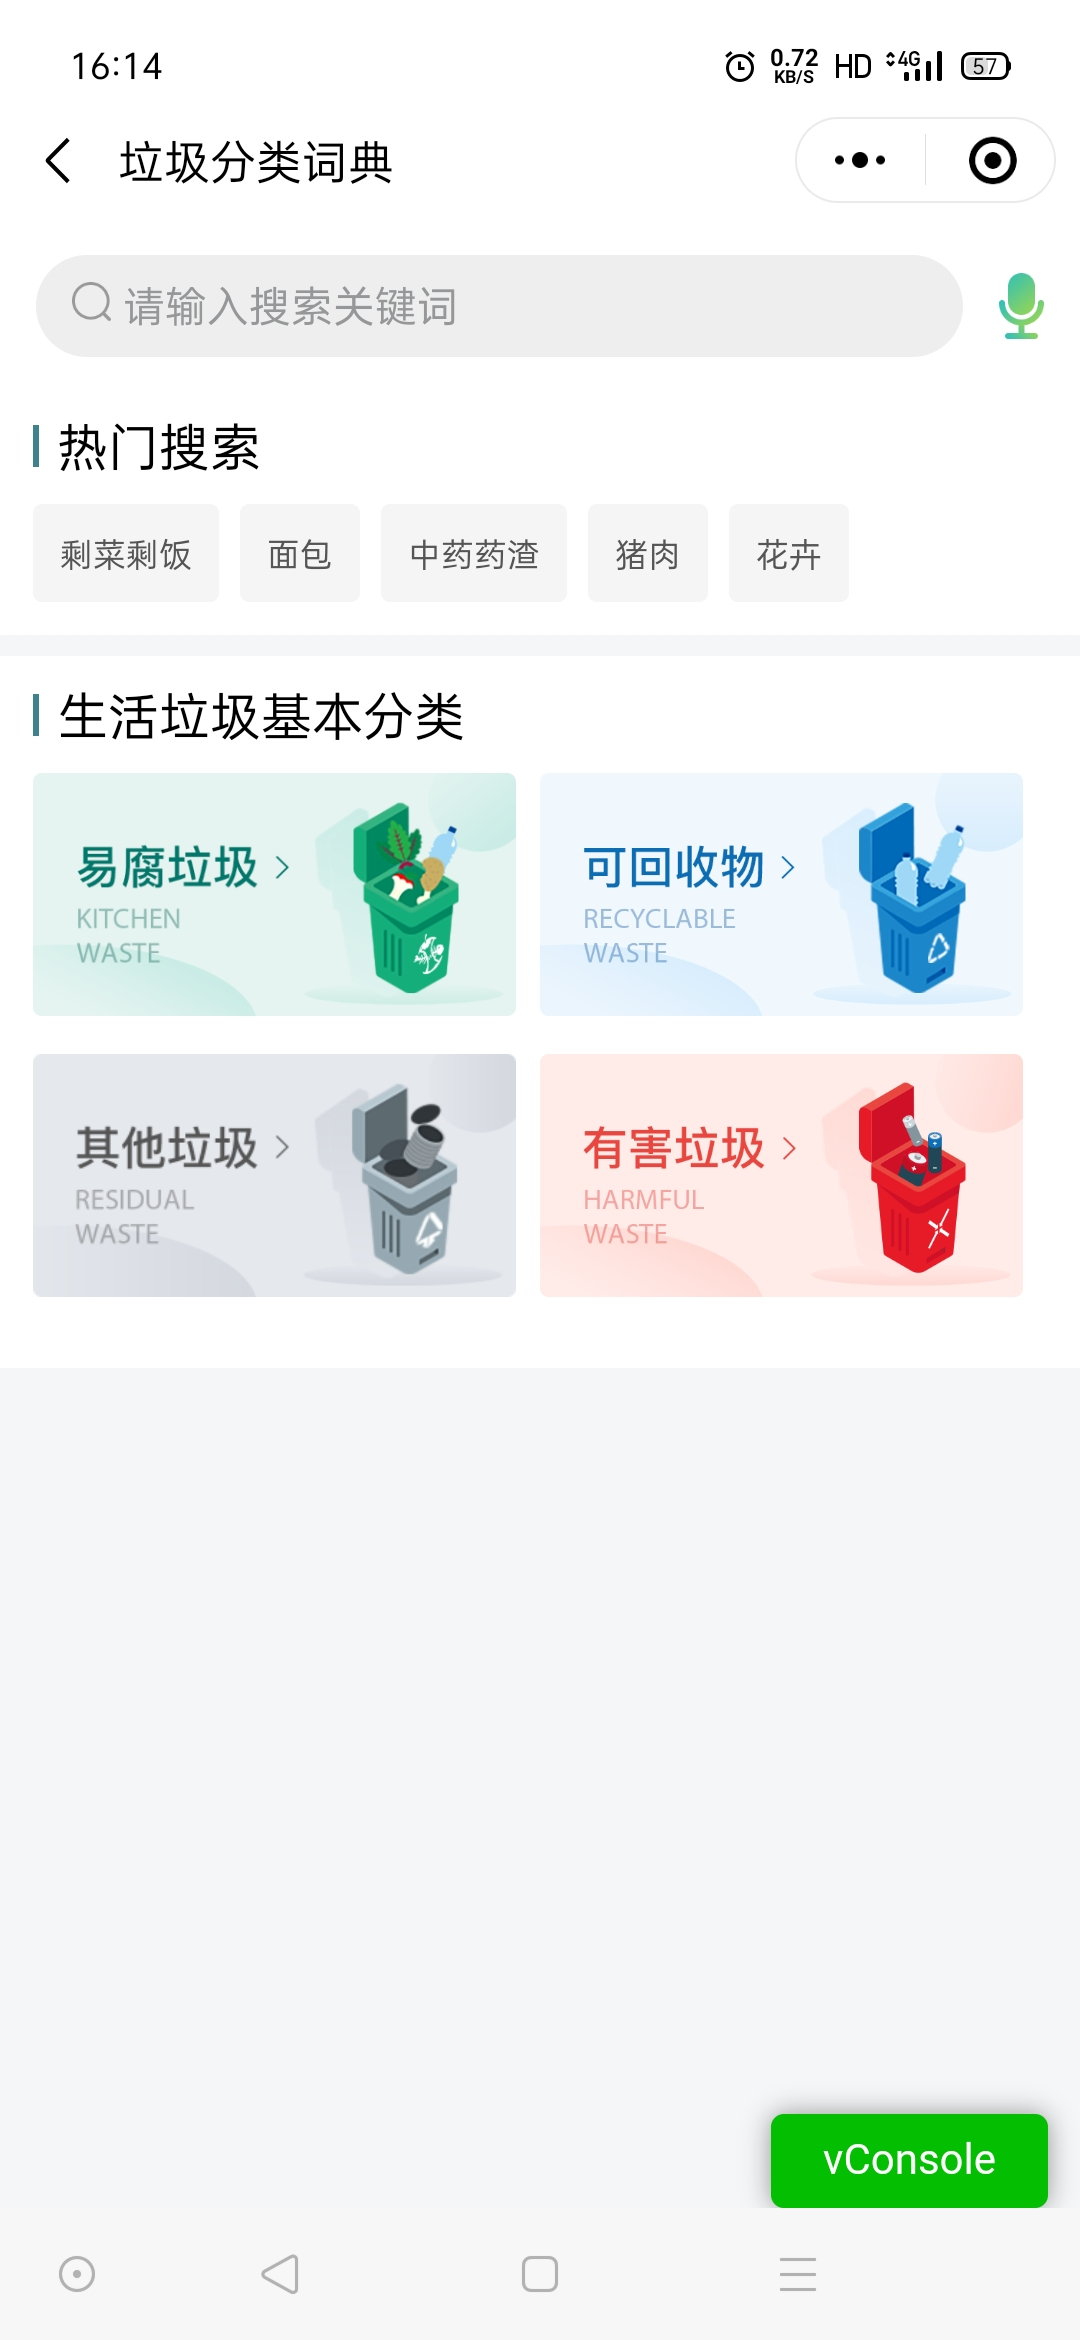 16:14
0.72
KB/S
HD
4G
57
垃圾分类词典
请输入搜索关键词
热门搜索
剩菜剩饭
面包
中药药渣
猪肉
花卉
生活垃圾基本分类
易腐垃圾
KITCHEN
WASTE
可回收物
RECYCLABLE
WASTE
其他垃圾
RESIDUAL
WASTE
有害垃圾
HARMFUL
WASTE
vConsole